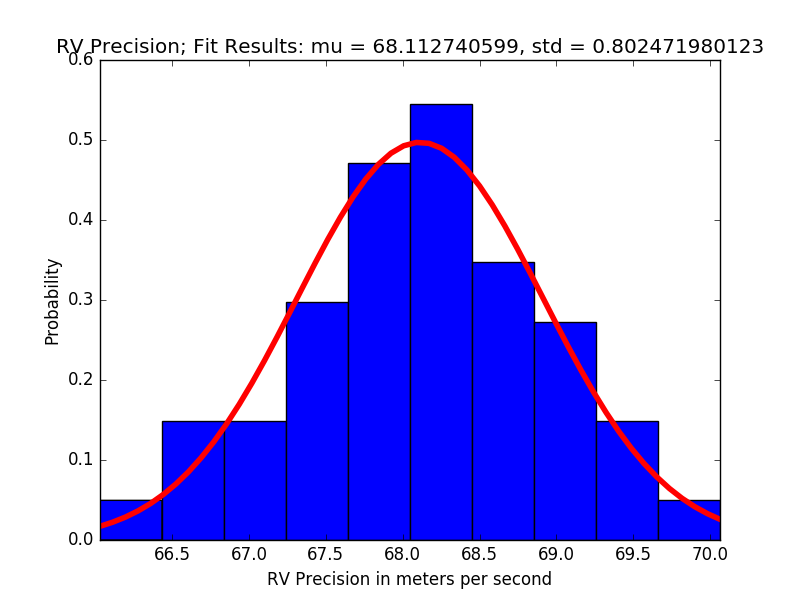 RV Precision; Fit Results: mu = 68.112740599, std = 0.802471980123
0.6
0.5
0.4
0.3
0.2
0.1
0.0
Probability
66.5 67.0 67.5 68.0 68.5 69.0 69.5 70.0
RV Precision in meters per second